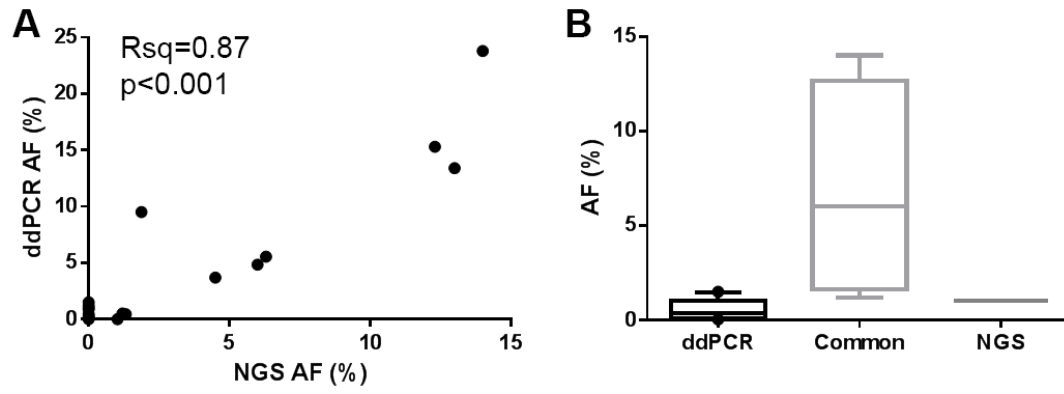 A
Rsq=0.87
p<0.001
25
20
15
10
5
0
ddPCR AF (%)
0
5
10
15
NGS AF (%)
B
15
10
5
0
AF (%)
ddPCR
Common
NGS